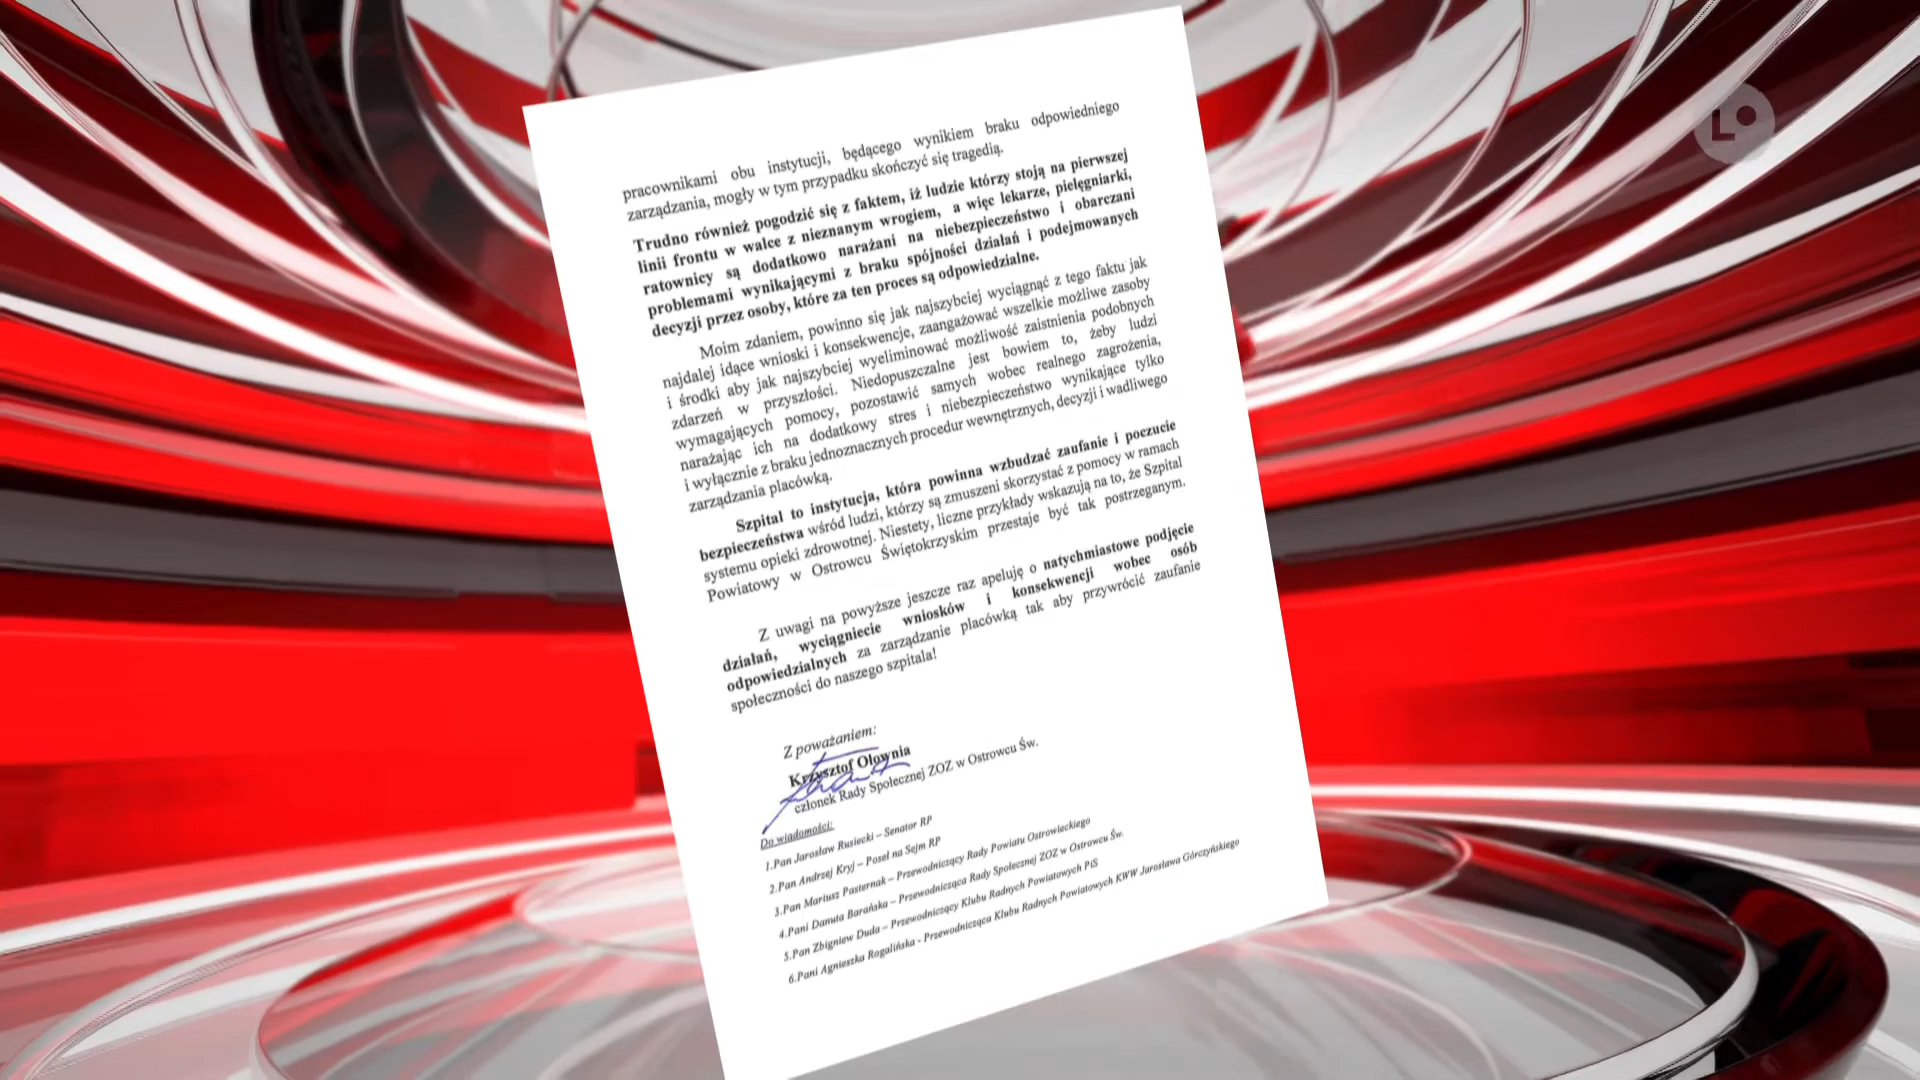 pracownikami obu instytucji, będącego wynikiem braku odpowiedniego
zarządzania, mogły w tym przypadku skończyć się tragedią.
Trudno również pogodzić się z faktem, iż ludzie którzy stoją na pierwszej
linii frontu w walce z nieznanym wrogiem, a więc lekarze, pielęgniarki,
ratownicy są dodatkowo narażani na niebezpieczeństwo i obarczani
problemami wynikającymi z braku spójności działań i podejmowanych
decyzji przez osoby, które za ten proces są odpowiedzialne.
Moim zdaniem, powinno się jak najszybciej wyciągnąć z tego faktu jak
najdalej idące wnioski i konsekwencje, zaangażować wszelkie możliwe zasoby
i środki aby jak najszybciej wyeliminować możliwość zaistnienia podobnych
zdarzeń w przyszłości. Niedopuszczalne jest bowiem to, żeby ludzi
wymagających pomocy, pozostawić samych wobec realnego zagrożenia,
narażając ich na dodatkowy stres i niebezpieczeństwo wynikające tylko
i wyłącznie z braku jednoznacznych procedur wewnętrznych, decyzji i wadliwego
zarządzania placówką.
Szpital to instytucja, która powinna wzbudzać zaufanie i poczucie
bezpieczeństwa wśród ludzi, którzy są zmuszeni skorzystać z pomocy w ramach
systemu opieki zdrowotnej. Niestety, liczne przykłady wskazują na to, że Szpital
Powiatowy w Ostrowcu Świętokrzyskim przestaje być tak postrzeganym.
Z uwagi na powyższe jeszcze raz apeluję o natychmiastowe podjęcie
działań, wyciągniecie wniosków i konsekwencji wobec osób
odpowiedzialnych za zarządzanie placówką tak aby przywrócić zaufanie
społeczności do naszego szpitala!
Z poważaniem:
Krzysztof Ołownia
członek Rady Społecznej ZOZ w Ostrowcu Św.
Do wiadomości:
1.Pan Jarosław Rusiecki – Senator RP
2.Pan Andrzej Kryj – Poseł na Sejm RP
3.Pan Mariusz Pasternak – Przewodniczący Rady Powiatu Ostrowieckiego
4.Pani Danuta Barańska – Przewodnicząca Rady Społecznej ZOZ w Ostrowcu Św.
5.Pan Zbigniew Duda – Przewodniczący Klubu Radnych Powiatowych PiS
6.Pani Agnieszka Rogalińska - Przewodnicząca Klubu Radnych Powiatowych KWW Jarosława Górczyńskiego
LO